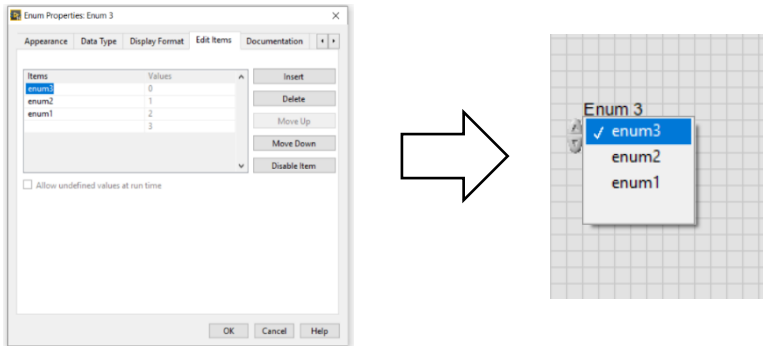 Enum Properties: Enum 3
Appearance Data Type Display Format Edit Items Documentation
Items Values
enum3 0
enum2 1
enum1 2
3
Insert
Delete
Move Up
Move Down
Disable Item
Allow undefined values at run time
OK Cancel Help
Enum 3
✓ enum3
enum2
enum1